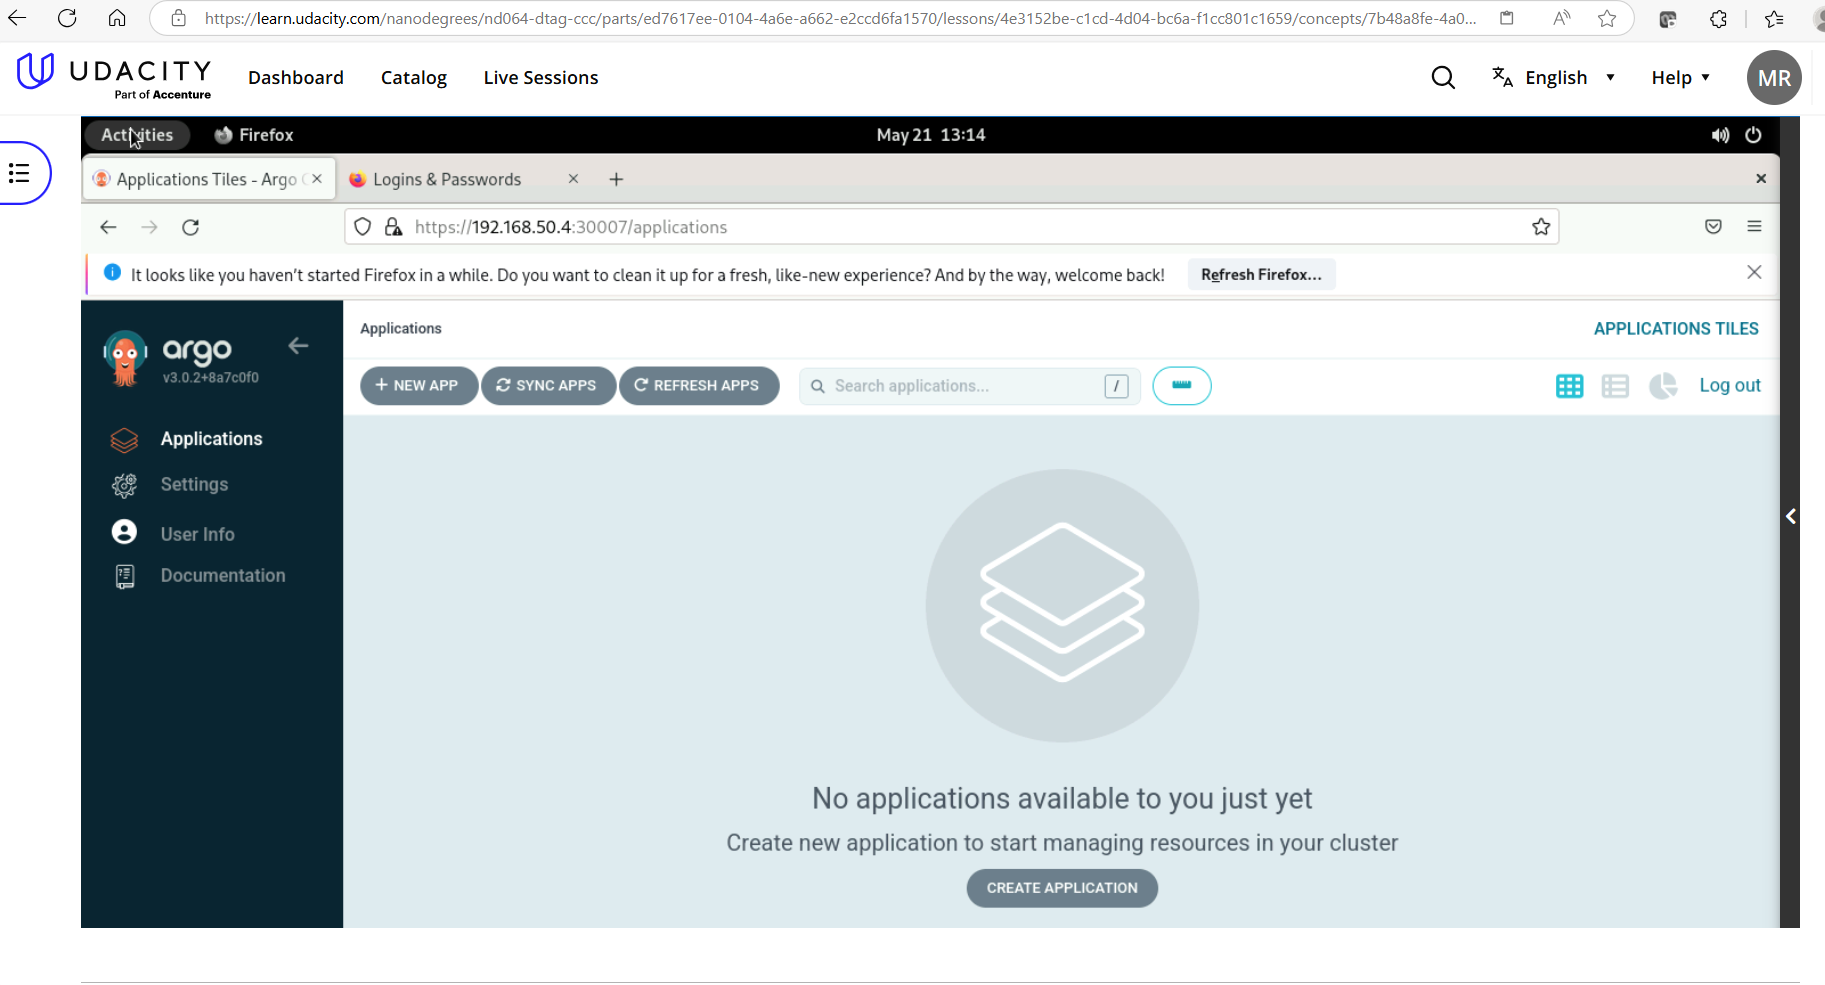 https://learn.udacity.com/nanodegrees/nd064-dtag-ccc/parts/ed7617ee-0104-4a6e-a662-e2ccd6fa1570/lessons/4e3152be-c1cd-4d04-bc6a-f1cc801c1659/concepts/7b48a8fe-4a0...
UDACITY
Part of Accenture
Dashboard
Catalog
Live Sessions
English
Help
MR
Activities
Firefox
May 21 13:14
Applications Tiles - Argo C
Logins & Passwords
https://192.168.50.4:30007/applications
It looks like you haven't started Firefox in a while. Do you want to clean it up for a fresh, like-new experience? And by the way, welcome back!
Refresh Firefox...
argo
v3.0.2+8a7c0f0
Applications
APPLICATIONS TILES
+ NEW APP
SYNC APPS
REFRESH APPS
Search applications...
/
Log out
Applications
Settings
User Info
Documentation
No applications available to you just yet
Create new application to start managing resources in your cluster
CREATE APPLICATION